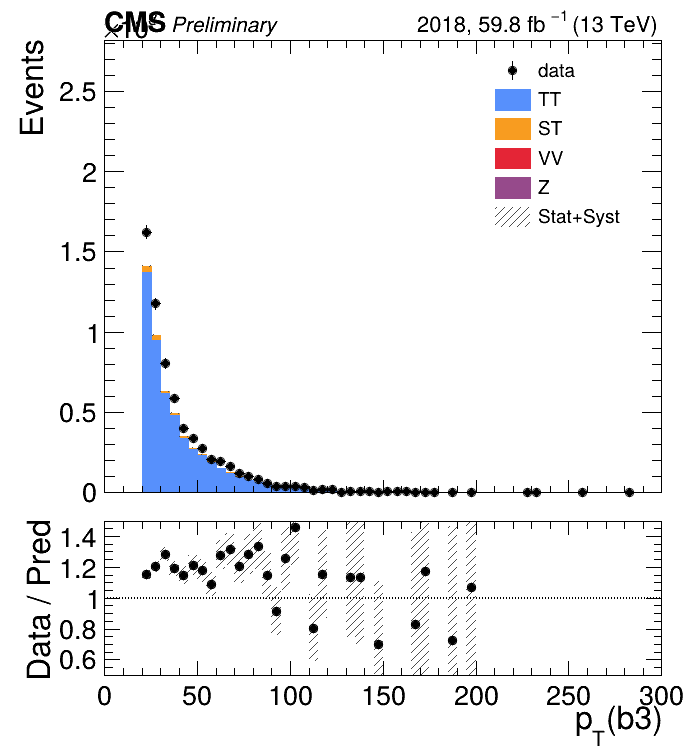 CMS Preliminary 2018, 59.8 fb⁻¹ (13 TeV)
Events
2.5
2
1.5
1
0.5
0
data
TT
ST
VV
Z
Stat+Syst
Data / Pred
1.4
1.2
1
0.8
0.6
0 50 100 150 200 250 300
p_T(b3)